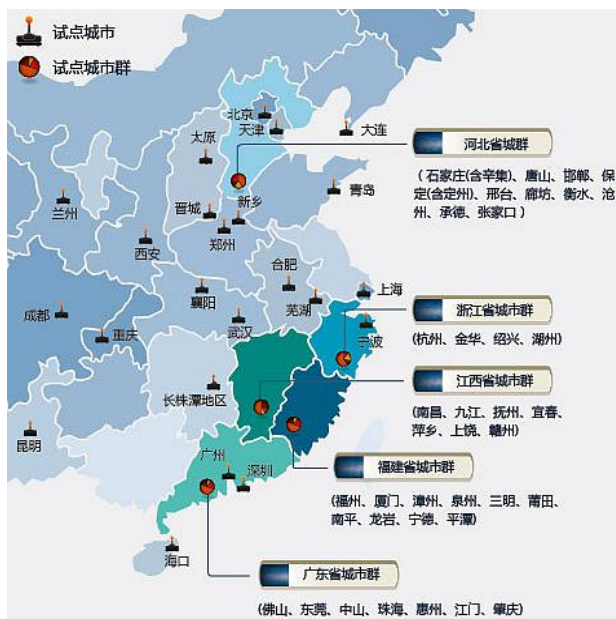 试点城市
试点城市群
北京
天津
大连
太原
河北省城群
(石家庄(含辛集)、唐山、邯郸、保
定(含定州)、邢台、廊坊、衡水、沧
州、承德、张家口)
青岛
兰州
晋城
新乡
郑州
西安
合肥
上海
襄阳
芜湖
成都
重庆
武汉
宁波
浙江省城市群
(杭州、金华、绍兴、湖州)
江西省城市群
(南昌、九江、抚州、宜春、
萍乡、上饶、赣州)
长株潭地区
昆明
广州
深圳
福建省城市群
(福州、厦门、漳州、泉州、三明、莆田、
南平、龙岩、宁德、平潭)
海口
广东省城市群
(佛山、东莞、中山、珠海、惠州、江门、肇庆)